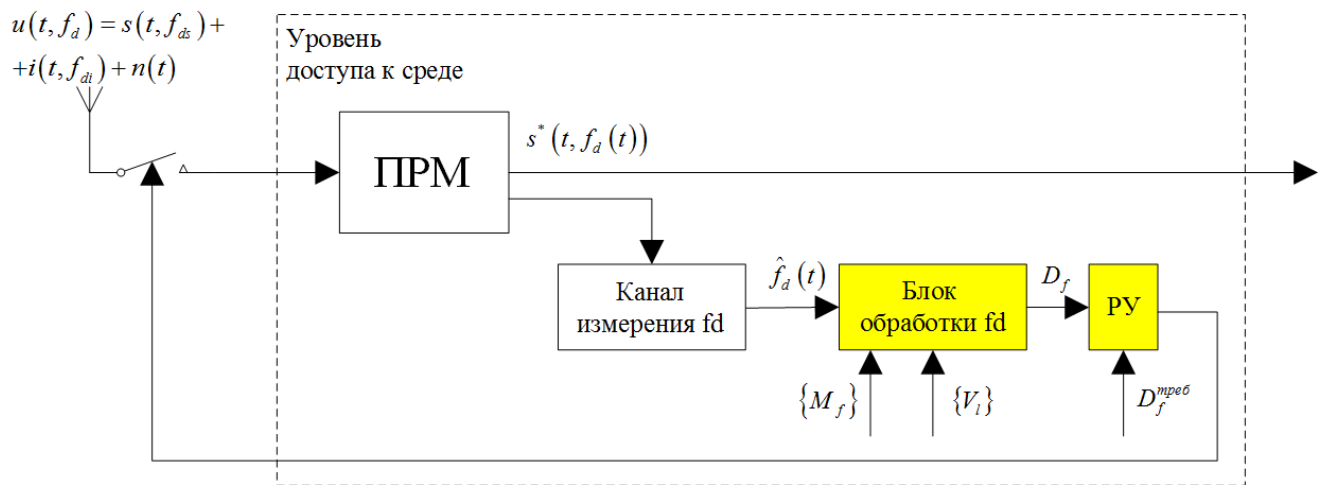 u(t, f_d) = s(t, f_ds) +
+i(t, f_di) + n(t)
Уровень
доступа к среде
ПРМ
s^*(t, f_d(t))
Канал
измерения fd
f̂_d(t)
Блок
обработки fd
D_f
РУ
{M_f}
{V_l}
D_f^треб